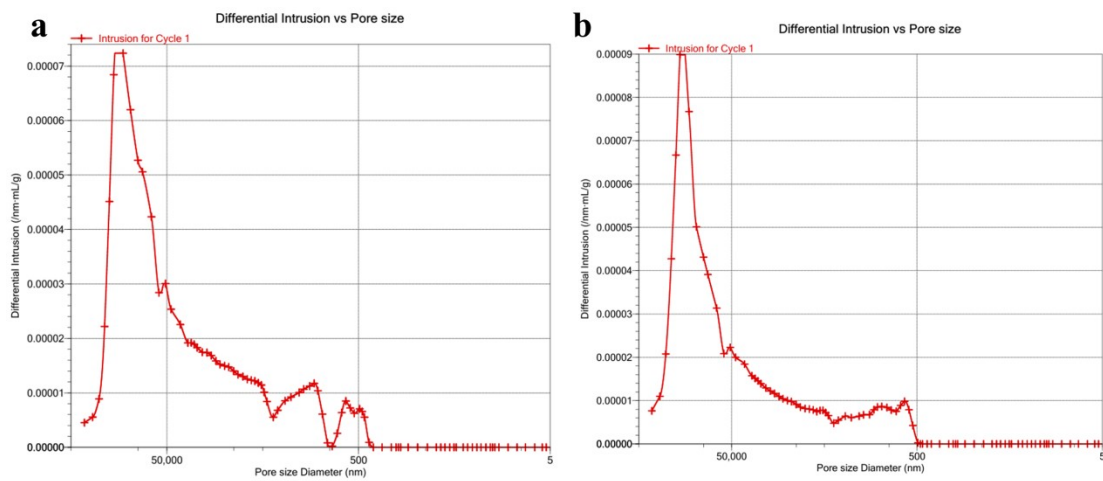 a
Differential Intrusion vs Pore size
Intrusion for Cycle 1
0.00007
0.00006
0.00005
0.00004
0.00003
0.00002
0.00001
0.00000
Differential Intrusion (/nm·mL/g)
50,000
500
5
Pore size Diameter (nm)
b
Differential Intrusion vs Pore size
Intrusion for Cycle 1
0.00009
0.00008
0.00007
0.00006
0.00005
0.00004
0.00003
0.00002
0.00001
0.00000
Differential Intrusion (/nm·mL/g)
50,000
500
5
Pore size Diameter (nm)